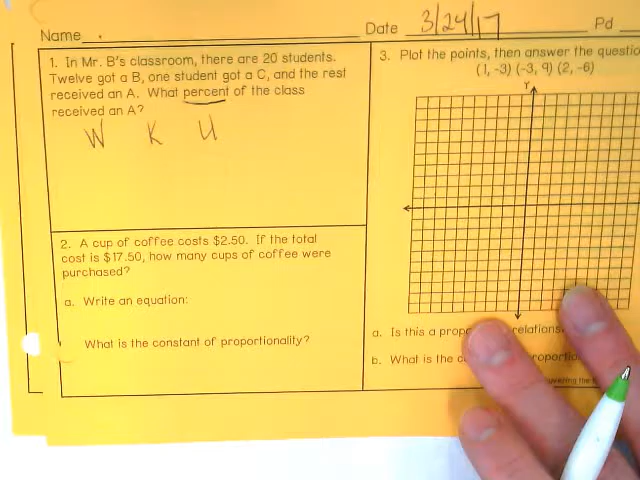 Name
Date 3/24/17 Pd
1. In Mr. B's classroom, there are 20 students.
Twelve got a B, one student got a C, and the rest
received an A. What percent of the class
received an A?
W K U
2. A cup of coffee costs $2.50. If the total
cost is $17.50, how many cups of coffee were
purchased?
a. Write an equation:
What is the constant of proportionality?
3. Plot the points, then answer the questio
(1, -3) (-3, 9) (2, -6)
Y
a. Is this a prop relations
b. What is the c roportio